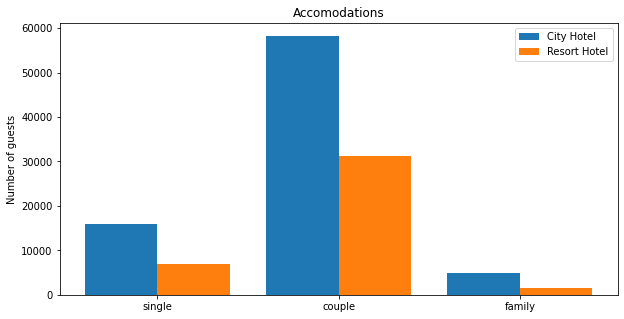 Accomodations
City Hotel
Resort Hotel
Number of guests
60000
50000
40000
30000
20000
10000
0
single couple family